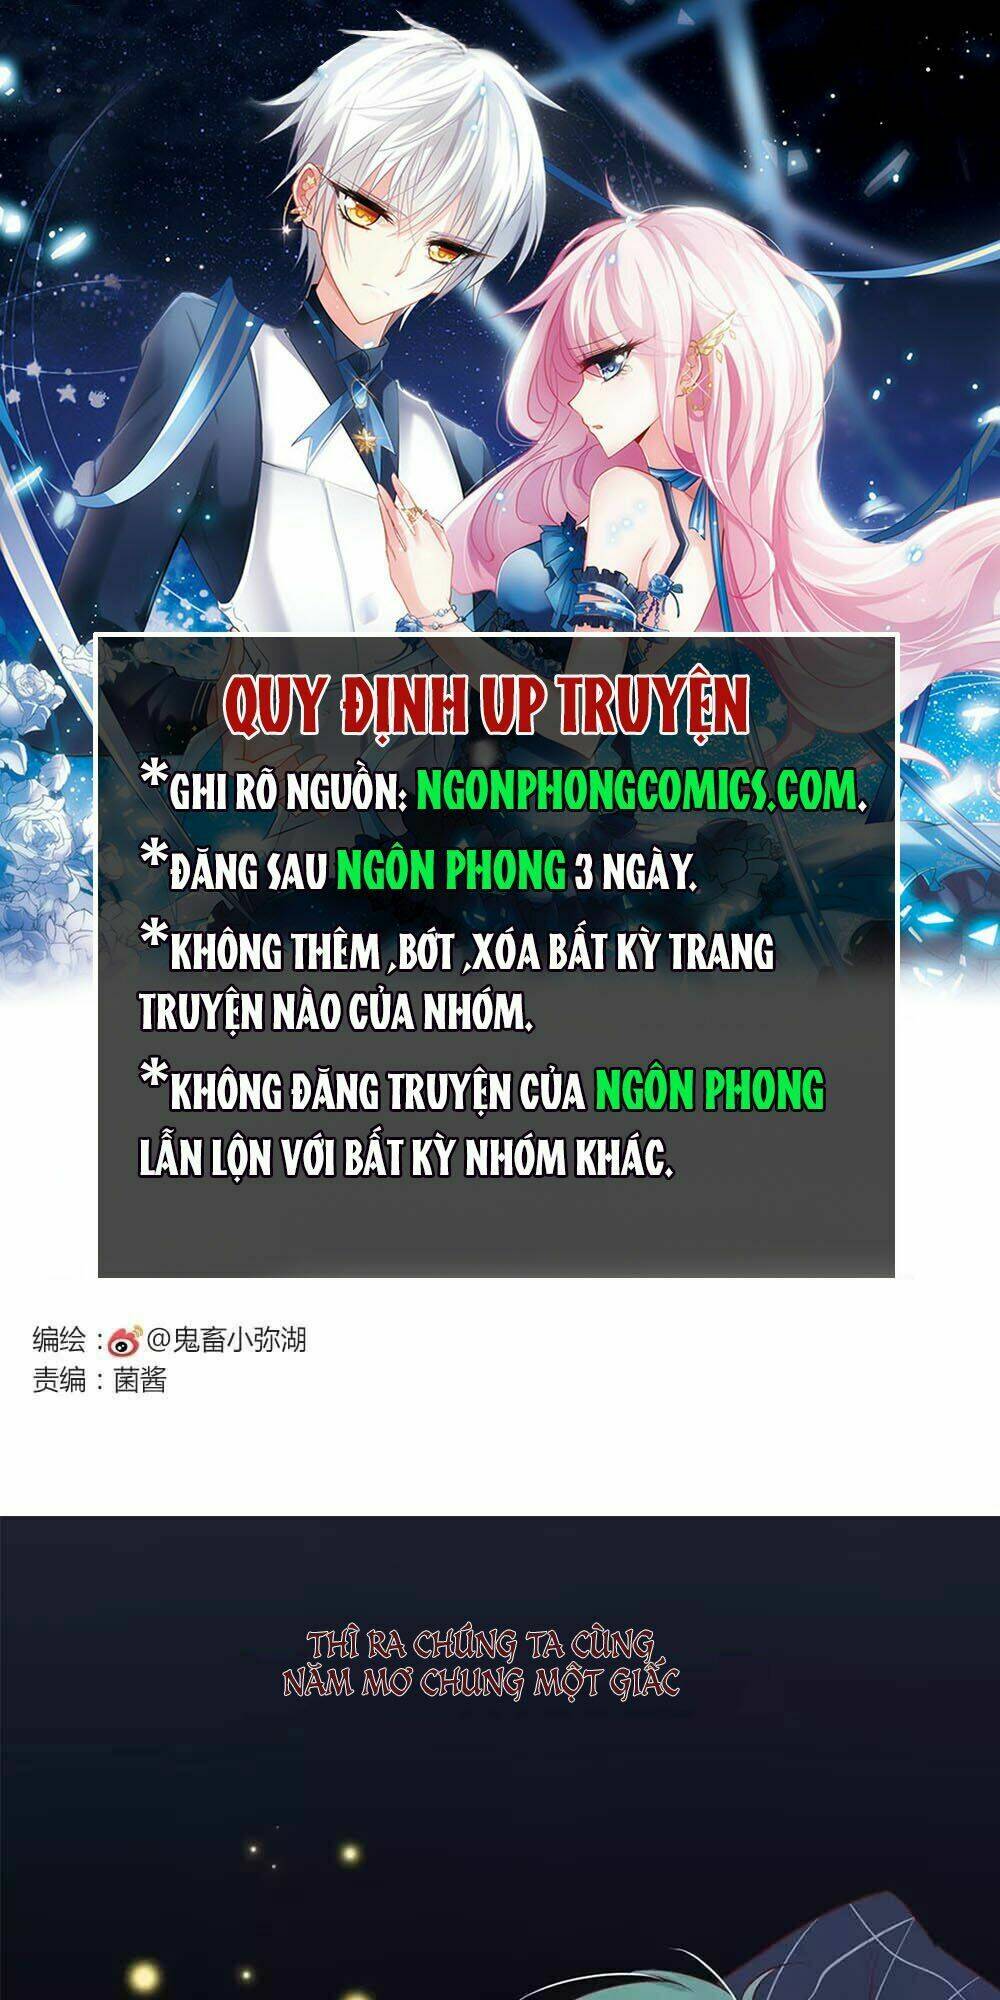 QUY ĐỊNH UP TRUYỆN
*GHI RÕ NGUỒN: NGONPHONGCOMICS.COM.
*ĐĂNG SAU NGÔN PHONG 3 NGÀY.
*KHÔNG THÊM ,BỚT ,XÓA BẤT KỲ TRANG
TRUYỆN NÀO CỦA NHÓM.
*KHÔNG ĐĂNG TRUYỆN CỦA NGÔN PHONG
LẪN LỘN VỚI BẤT KỲ NHÓM KHÁC.
编绘：@鬼畜小弥湖
责编：菌酱
THÌ RA CHÚNG TA CÙNG
NĂM MƠ CHUNG MỘT GIẤC